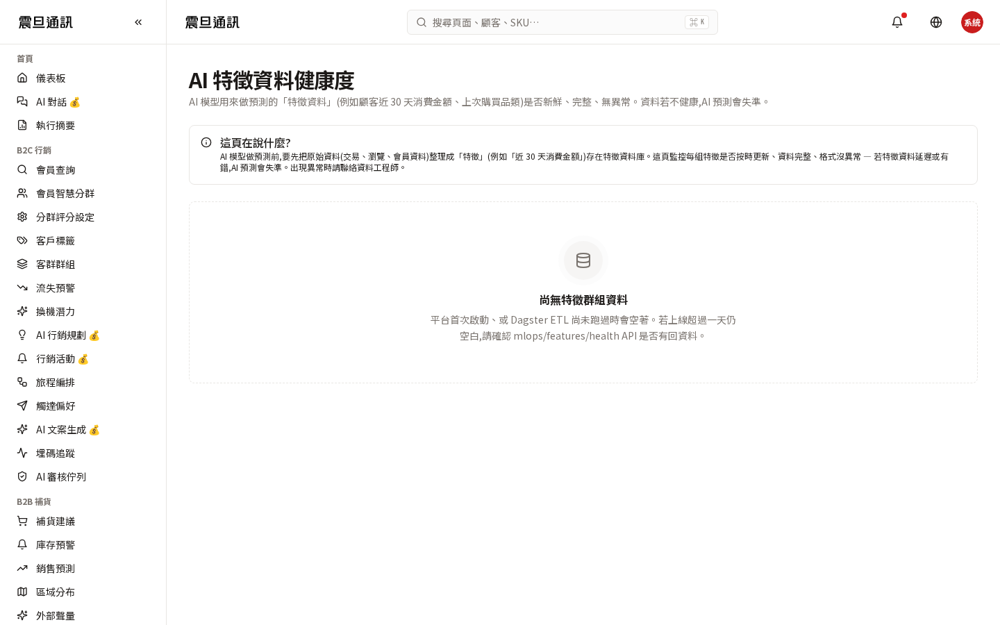 震旦通訊
震旦通訊
搜尋頁面、顧客、SKU…
⌘ K
系統
首頁
儀表板
AI 對話 💰
執行摘要
B2C 行銷
會員查詢
會員智慧分群
分群評分設定
客戶標籤
客群群組
流失預警
換機潛力
AI 行銷規劃 💰
行銷活動 💰
旅程編排
觸達偏好
AI 文案生成 💰
埋碼追蹤
AI 審核佇列
B2B 補貨
補貨建議
庫存預警
銷售預測
區域分布
外部聲量
AI 特徵資料健康度
AI 模型用來做預測的「特徵資料」(例如顧客近 30 天消費金額、上次購買品類)是否新鮮、完整、無異常。資料若不健康,AI 預測會失準。
這頁在說什麼?
AI 模型做預測前,要先把原始資料(交易、瀏覽、會員資料)整理成「特徵」(例如「近 30 天消費金額」)存在特徵資料庫。這頁監控每組特徵是否按時更新、資料完整、格式沒異常 — 若特徵資料延遲或有
錯,AI 預測會失準。出現異常時請聯絡資料工程師。
尚無特徵群組資料
平台首次啟動、或 Dagster ETL 尚未跑過時會空著。若上線超過一天仍
空白,請確認 mlops/features/health API 是否有回資料。